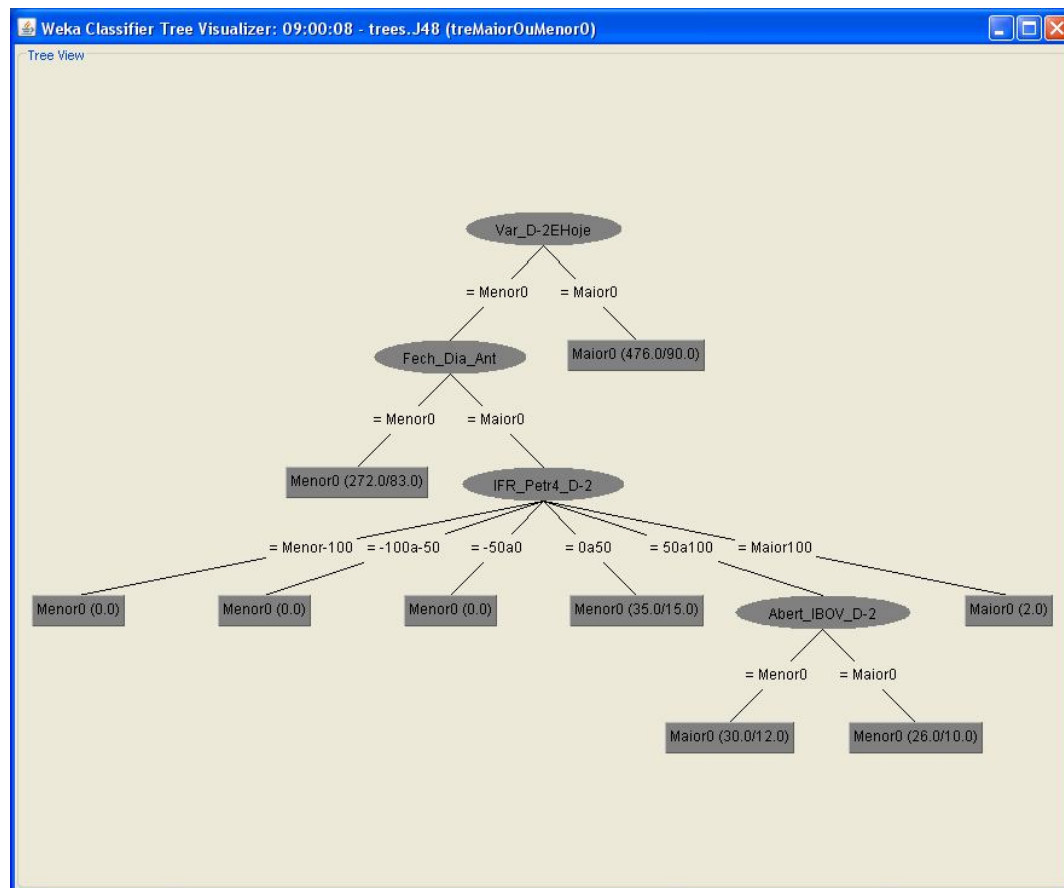 Weka Classifier Tree Visualizer: 09:00:08 - trees.J48 (treMaiorOuMenor0)
Tree View
Var_D-2EHoje
= Menor0 = Maior0
Fech_Dia_Ant Maior0 (476.0/90.0)
= Menor0 = Maior0
Menor0 (272.0/83.0) IFR_Petr4_D-2
= Menor-100 = -100a-50 = -50a0 = 0a50 = 50a100 = Maior100
Menor0 (0.0) Menor0 (0.0) Menor0 (0.0) Menor0 (35.0/15.0) Abert_IBOV_D-2 Maior0 (2.0)
= Menor0 = Maior0
Maior0 (30.0/12.0) Menor0 (26.0/10.0)